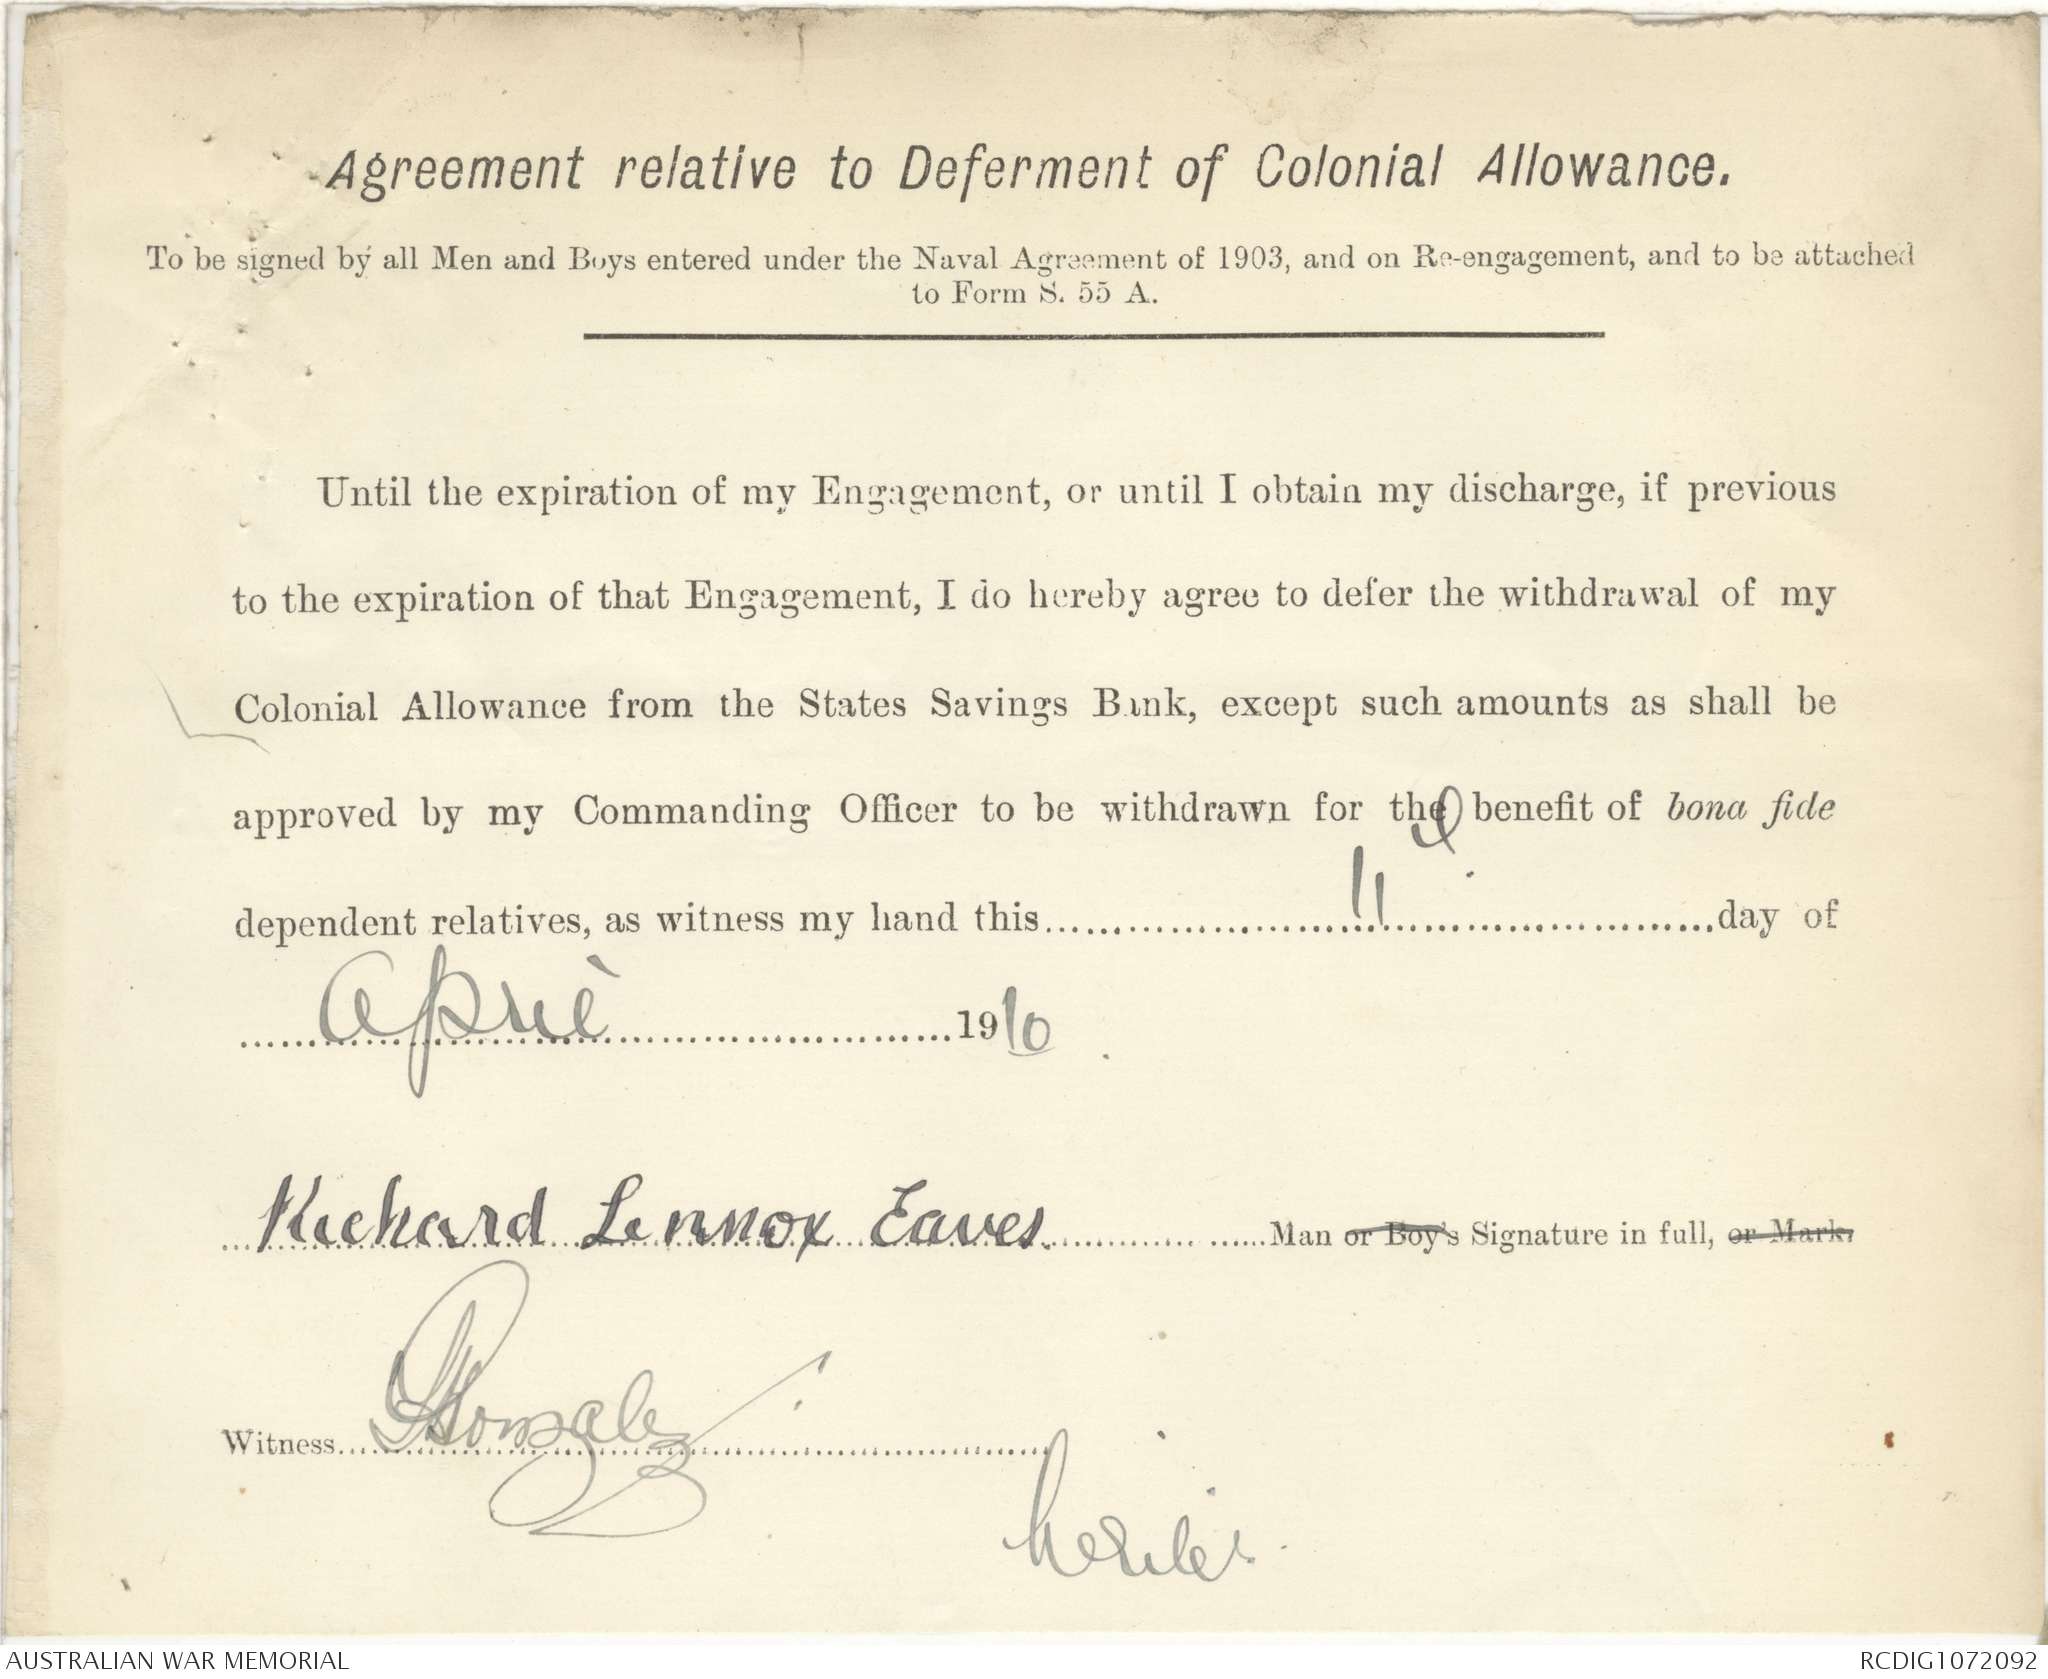 Agreement relative to Deferment of Colonial Allowance.
To be signed by all Men and Boys entered under the Naval Agreement of 1903, and on Re-engagement, and to be attached
to Form S. 55 A.
Until the expiration of my Engagement, or until I obtain my discharge, if previous
to the expiration of that Engagement, I do hereby agree to defer the withdrawal of my
Colonial Allowance from the States Savings Bank, except such amounts as shall be
approved by my Commanding Officer to be withdrawn for the benefit of bona fide
dependent relatives, as witness my hand this 11 day of
April 1910
Richard Lennox Eaves. Man or Boy's Signature in full, or Mark.
Witness Gonsalez
AUSTRALIAN WAR MEMORIAL RCDIG1072092